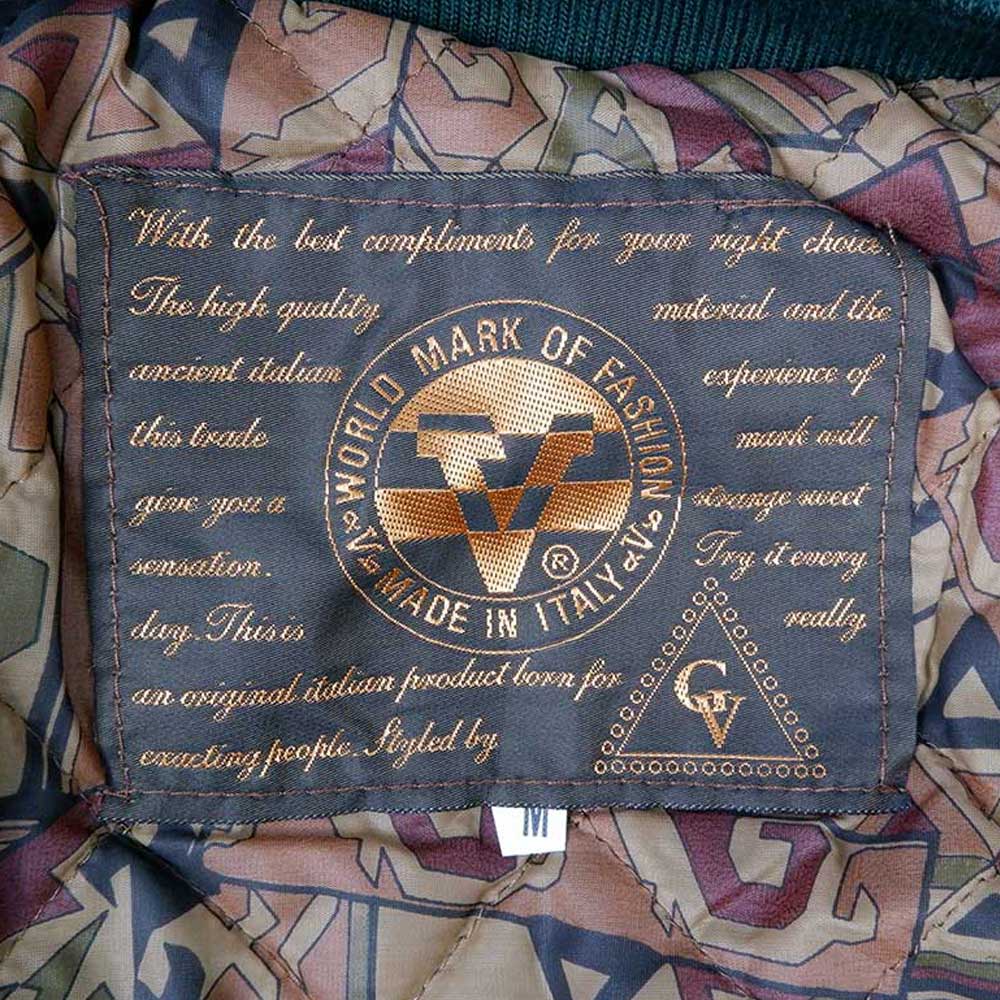 With the best compliments for your right choice
The high quality material and the
ancient italian experience of
this trade mark will
give you a strange sweet
sensation. Try it every
day. This is really
an original italian product born for
exacting people. Styled by
WORLD MARK OF FASHION
V MADE IN ITALY V
V
®
GV
M